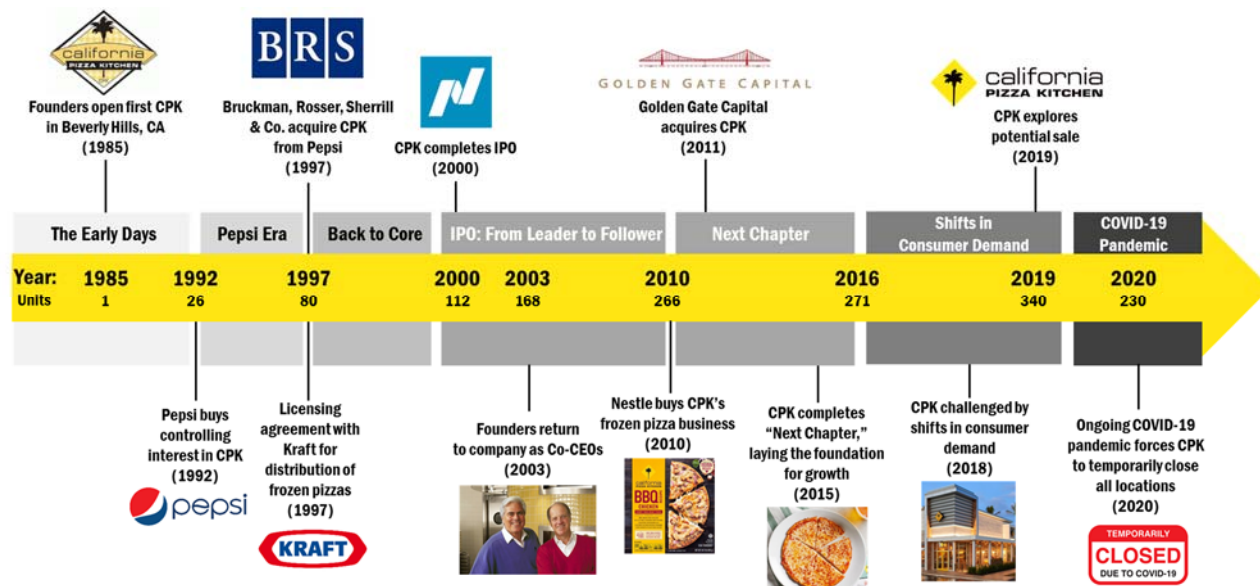 california
PIZZA KITCHEN
Founders open first CPK
in Beverly Hills, CA
(1985)
BRS
Bruckman, Rosser, Sherrill
& Co. acquire CPK
from Pepsi
(1997)
CPK completes IPO
(2000)
GOLDEN GATE CAPITAL
Golden Gate Capital
acquires CPK
(2011)
california
PIZZA KITCHEN
CPK explores
potential sale
(2019)
The Early Days
Pepsi Era
Back to Core
IPO: From Leader to Follower
Next Chapter
Shifts in
Consumer Demand
COVID-19
Pandemic
Year: 1985 1992 1997 2000 2003 2010 2016 2019 2020
Units 1 26 80 112 168 266 271 340 230
Pepsi buys
controlling
interest in CPK
(1992)
pepsi
Licensing
agreement with
Kraft for
distribution of
frozen pizzas
(1997)
KRAFT
Founders return
to company as Co-CEOs
(2003)
Nestle buys CPK's
frozen pizza business
(2010)
california
BBQ
CHICKEN
CPK completes
“Next Chapter,”
laying the foundation
for growth
(2015)
CPK challenged by
shifts in consumer
demand
(2018)
Ongoing COVID-19
pandemic forces CPK
to temporarily close
all locations
(2020)
TEMPORARILY
CLOSED
DUE TO COVID-19